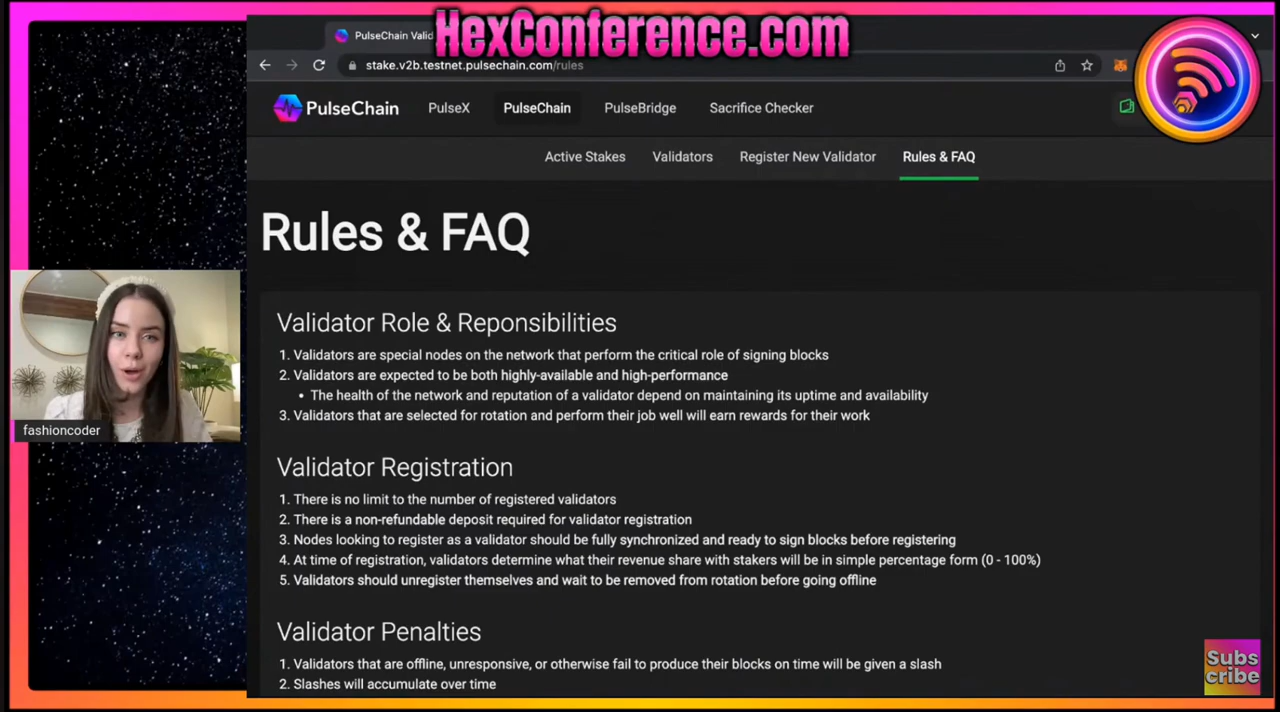 HexConference.com
PulseChain Valid
stake.v2b.testnet.pulsechain.com/rules
PulseChain PulseX PulseChain PulseBridge Sacrifice Checker
Active Stakes Validators Register New Validator Rules & FAQ
Rules & FAQ
Validator Role & Reponsibilities
1. Validators are special nodes on the network that perform the critical role of signing blocks
2. Validators are expected to be both highly-available and high-performance
• The health of the network and reputation of a validator depend on maintaining its uptime and availability
3. Validators that are selected for rotation and perform their job well will earn rewards for their work
fashioncoder
Validator Registration
1. There is no limit to the number of registered validators
2. There is a non-refundable deposit required for validator registration
3. Nodes looking to register as a validator should be fully synchronized and ready to sign blocks before registering
4. At time of registration, validators determine what their revenue share with stakers will be in simple percentage form (0 - 100%)
5. Validators should unregister themselves and wait to be removed from rotation before going offline
Validator Penalties
1. Validators that are offline, unresponsive, or otherwise fail to produce their blocks on time will be given a slash
2. Slashes will accumulate over time
Subs
cribe